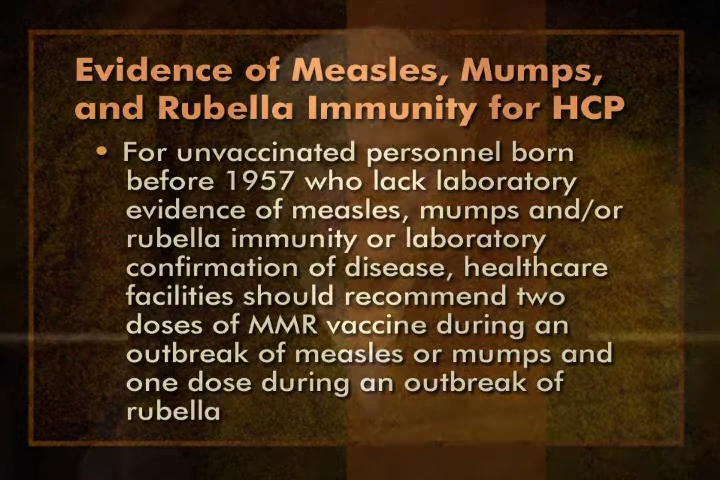 Evidence of Measles, Mumps,
and Rubella Immunity for HCP
• For unvaccinated personnel born
before 1957 who lack laboratory
evidence of measles, mumps and/or
rubella immunity or laboratory
confirmation of disease, healthcare
facilities should recommend two
doses of MMR vaccine during an
outbreak of measles or mumps and
one dose during an outbreak of
rubella